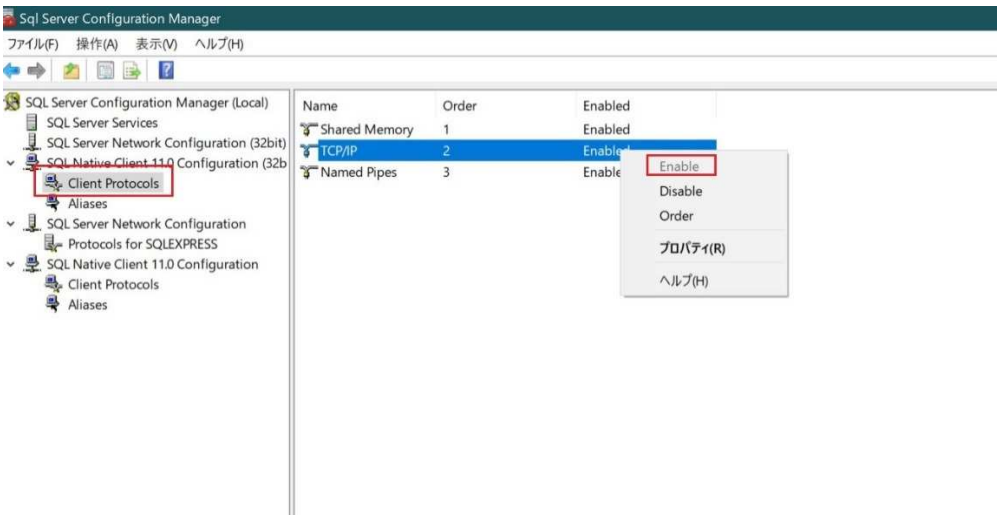 Sql Server Configuration Manager
ファイル(F) 操作(A) 表示(V) ヘルプ(H)
SQL Server Configuration Manager (Local)
SQL Server Services
SQL Server Network Configuration (32bit)
SQL Native Client 11.0 Configuration (32b
Client Protocols
Aliases
SQL Server Network Configuration
Protocols for SQLEXPRESS
SQL Native Client 11.0 Configuration
Client Protocols
Aliases
Name Order Enabled
Shared Memory 1 Enabled
TCP/IP 2 Enabled
Named Pipes 3 Enable
Enable
Disable
Order
プロパティ(R)
ヘルプ(H)